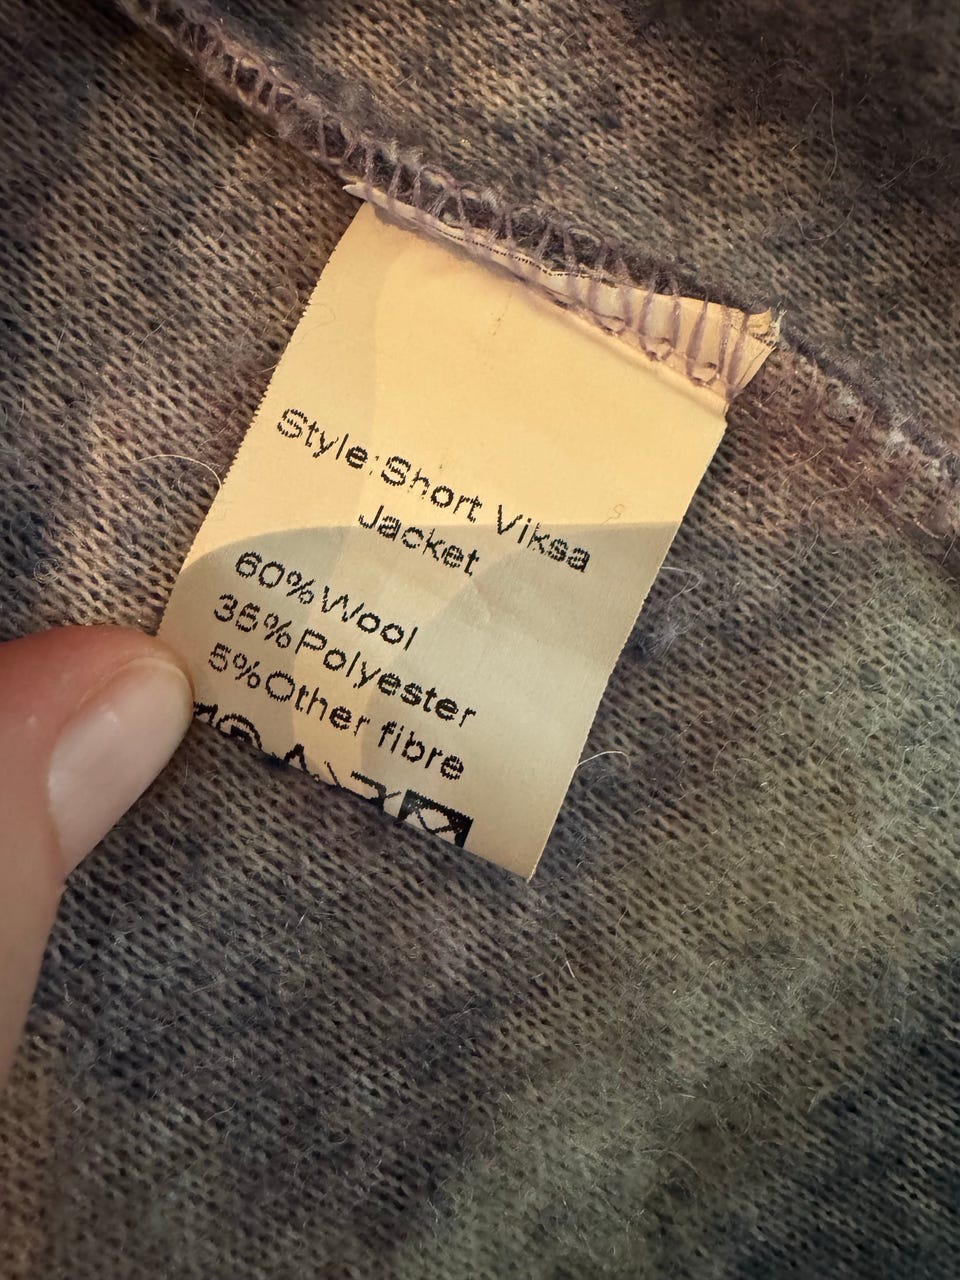 Style:Short Viksa
Jacket
60%Wool
35%Polyester
5%Other fibre